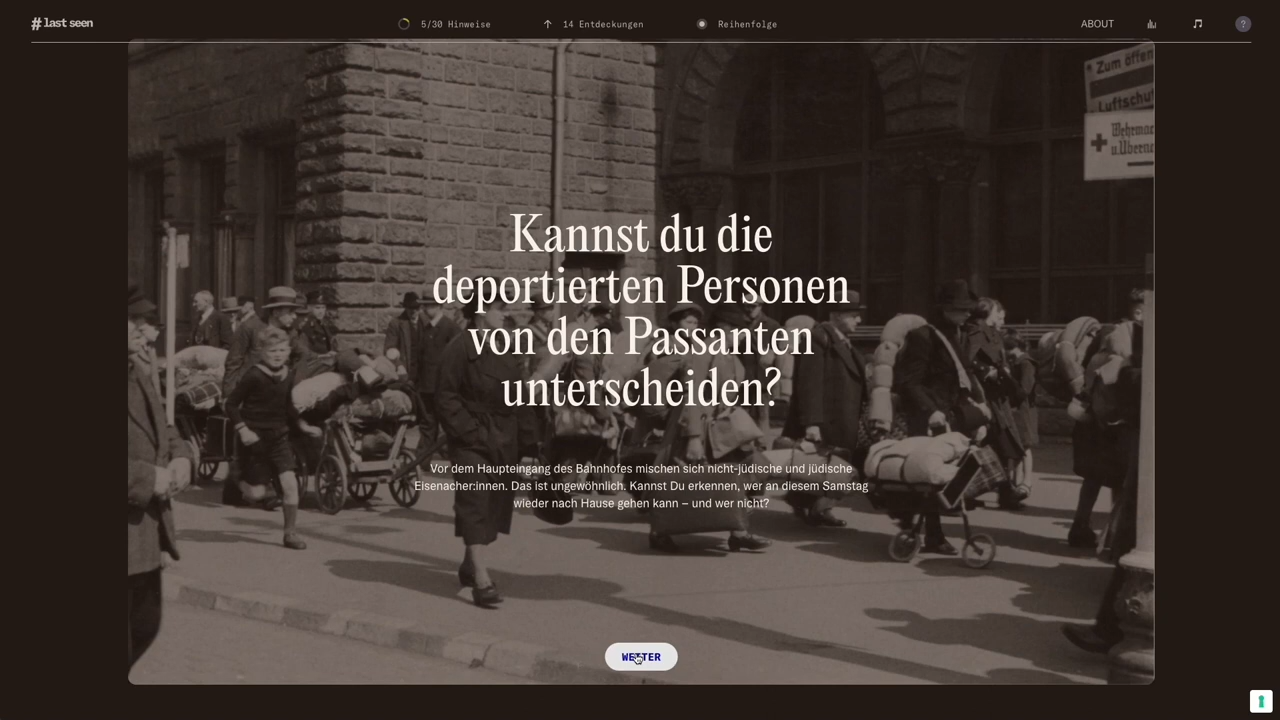 #last seen
5/30 Hinweise
14 Entdeckungen
Reihenfolge
ABOUT
?
Zum öffen
Luftschut
Wehrmac
u.Überna
Kannst du die
deportierten Personen
von den Passanten
unterscheiden?
Vor dem Haupteingang des Bahnhofes mischen sich nicht-jüdische und jüdische
Eisenacher:innen. Das ist ungewöhnlich. Kannst Du erkennen, wer an diesem Samstag
wieder nach Hause gehen kann – und wer nicht?
WEITER